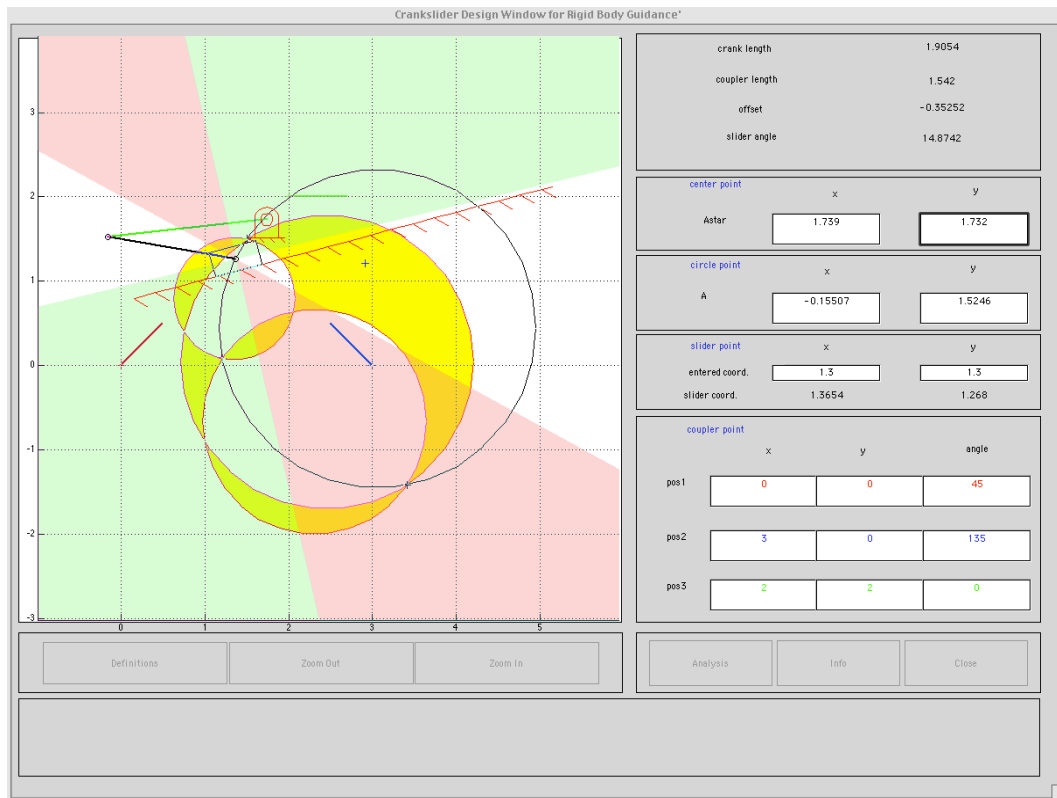 Crankslider Design Window for Rigid Body Guidance*
3
2
1
0
-1
-2
-3
0 1 2 3 4 5
crank length 1.9054
coupler length 1.542
offset -0.35252
slider angle 14.8742
center point x y
Astar 1.739 1.732
circle point x y
A -0.15507 1.5246
slider point x y
entered coord. 1.3 1.3
slider coord. 1.3654 1.268
coupler point
x y angle
pos1 0 0 45
pos2 3 0 135
pos3 2 2 0
Definitions Zoom Out Zoom In
Analysis Info Close